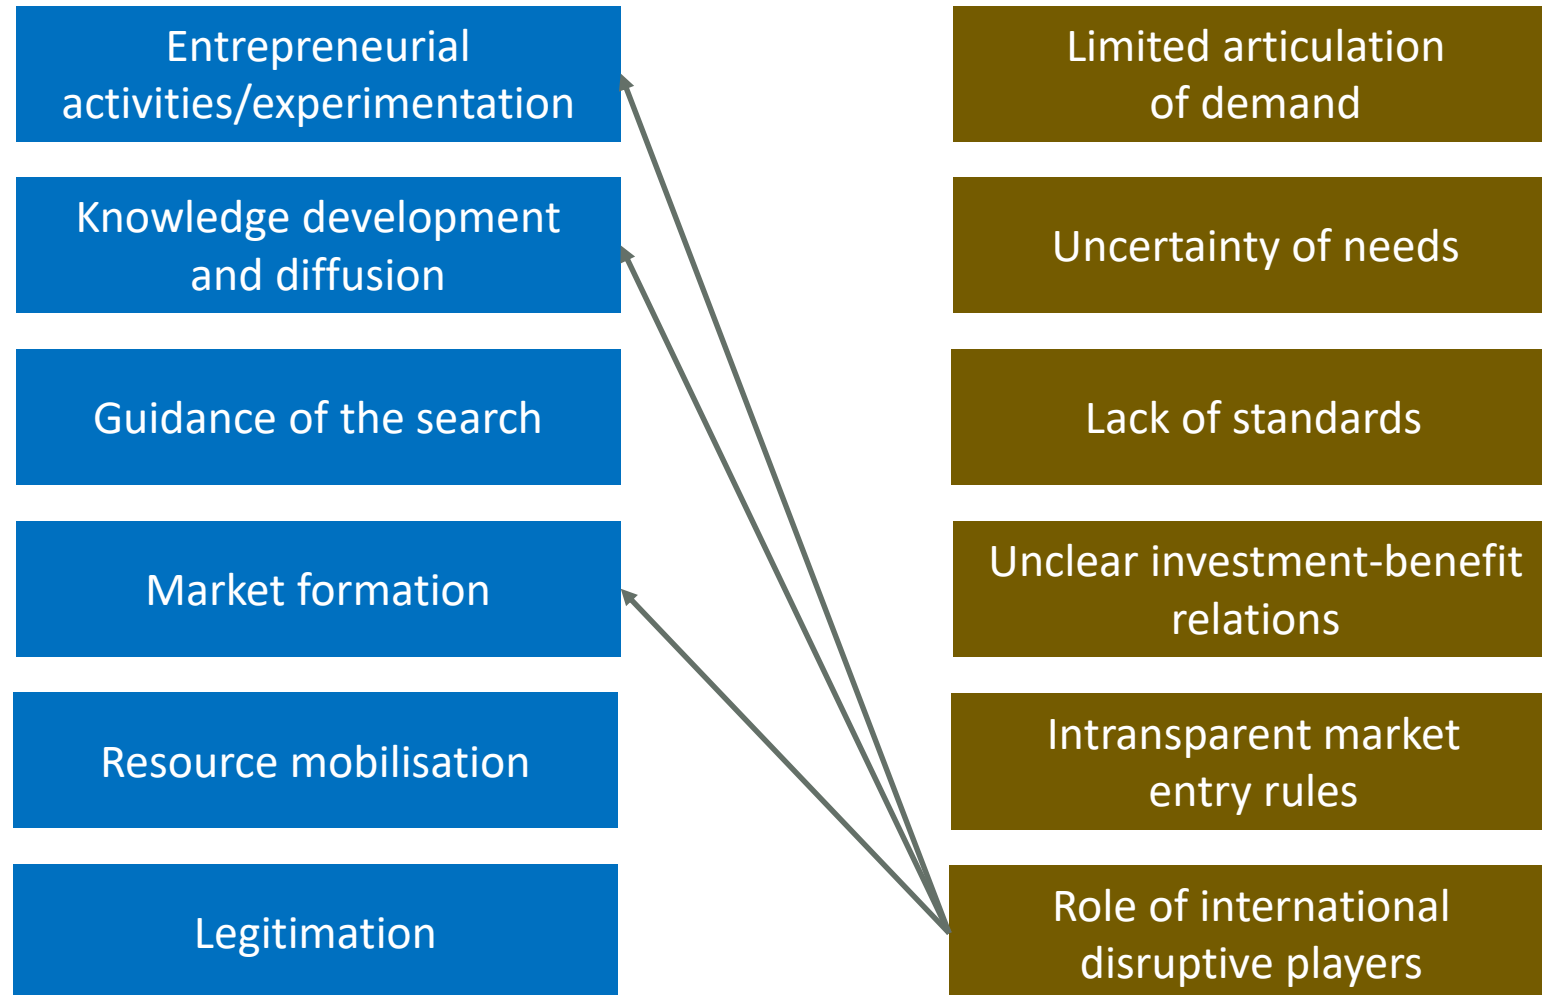 Entrepreneurial
activities/experimentation
Knowledge development
and diffusion
Guidance of the search
Market formation
Resource mobilisation
Legitimation
Limited articulation
of demand
Uncertainty of needs
Lack of standards
Unclear investment-benefit
relations
Intransparent market
entry rules
Role of international
disruptive players